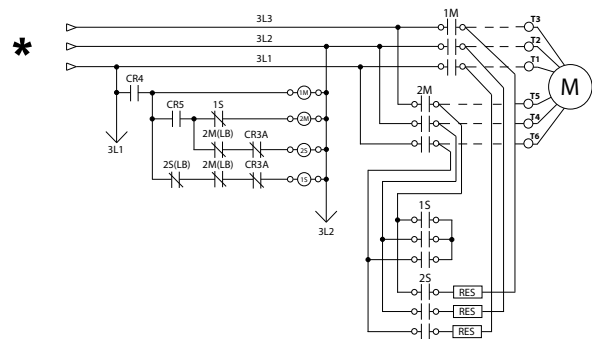 *
3L3
1M
T3
3L2
T2
3L1
T1
CR4
2M
M
1M
CR5
1S
T5
2M
T4
2M(LB)
CR3A
T6
3L1
2S
2S(LB)
2M(LB)
CR3A
1S
1S
3L2
2S
RES
RES
RES